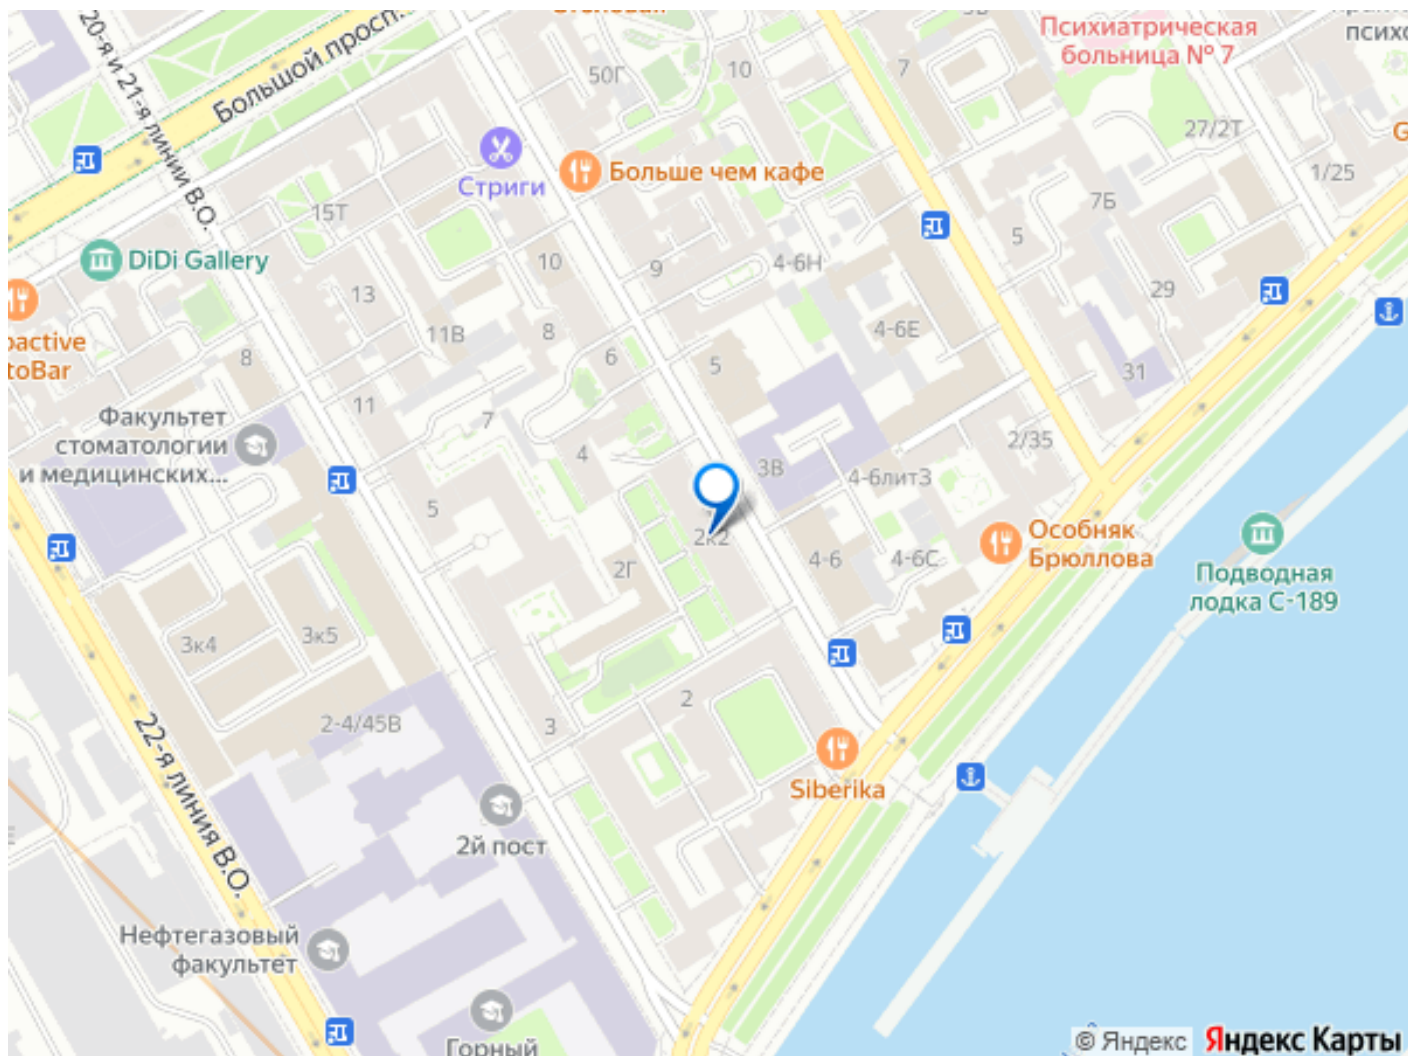 Психиатрическая
больница № 7
20-я и 21-я линии В.О.
Большой просп.
50Г
10
7
27/2Т
1/25
Стриги
Больше чем кафе
15Т
7Б
5
DiDi Gallery
10
9
4-6Н
29
13
11В
8
6
5
4-6Е
31
8
11
7
4
2/35
Факультет
стоматологии
и медицинских...
3В
4-6лит3
5
2к2
4-6
4-6С
Особняк
Брюллова
2Г
Подводная
лодка С-189
3к4
3к5
2-4/45В
2
3
22-я линия В.О.
Siberika
2й пост
Нефтегазовый
факультет
Горный
© Яндекс
Яндекс Карты